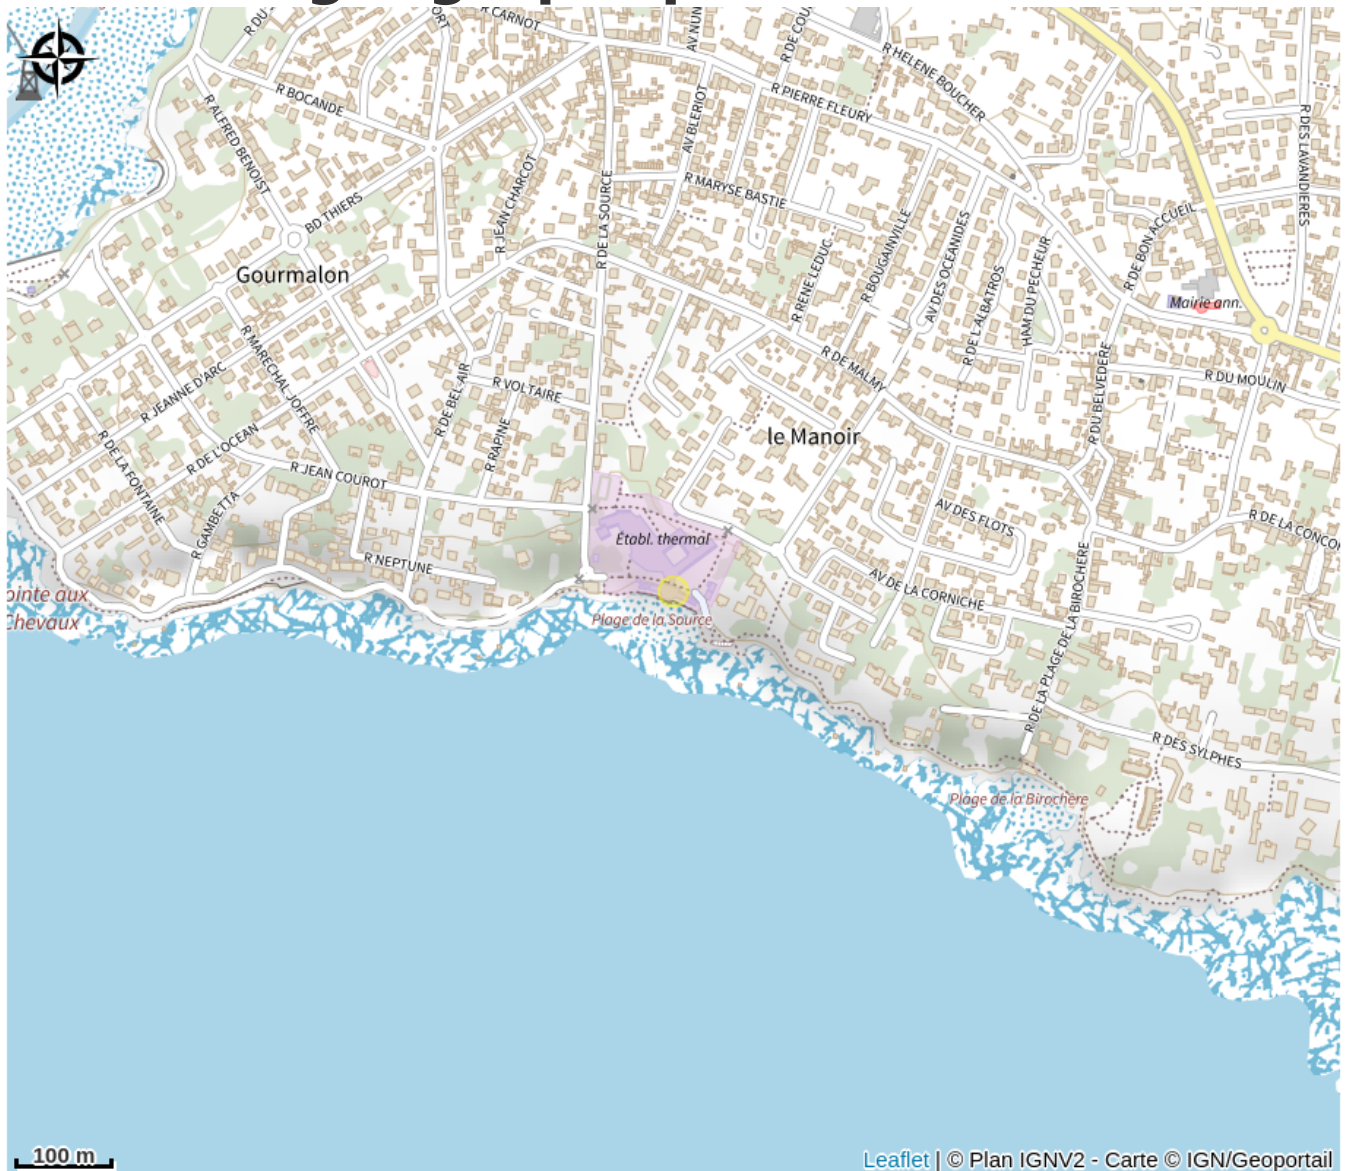 R CARNOT
R DE COU
R HELENE BOUCHER
R BOCANDE
R PIERRE FLEURY
R ALFRED BENOIST
AV BLERIOT
R DES LAVANDIERES
R JEAN CHARCOT
R DE LA SOURCE
R MARYSE BASTIE
BD THIERS
R BOUGAINVILLE
AV DES OCEANIDES
R DE BON ACCUEIL
Gourmalon
R RENE LEDUC
R DE L'ALBATROS
HAM DU PECHEUR
Mairie ann.
R MARECHAL JOFFRE
R DE MALMY
R JEANNE D'ARC
R DE BEL-AIR
R VOLTAIRE
R DU BELVEDERE
R DU MOULIN
le Manoir
R DE LA FONTAINE
R DE L'OCEAN
R RAPINE
R JEAN COUROT
R GAMBETTA
AV DES FLOTS
R DE LA CONCO
Établ. thermal
R NEPTUNE
AV DE LA CORNICHE
ointe aux
Chevaux
Plage de la Source
R DE LA PLAGE DE LA BIROCHERE
R DES SYLPHES
Plage de la Birochère
100 m
Leaflet | © Plan IGNV2 - Carte © IGN/Geoportail